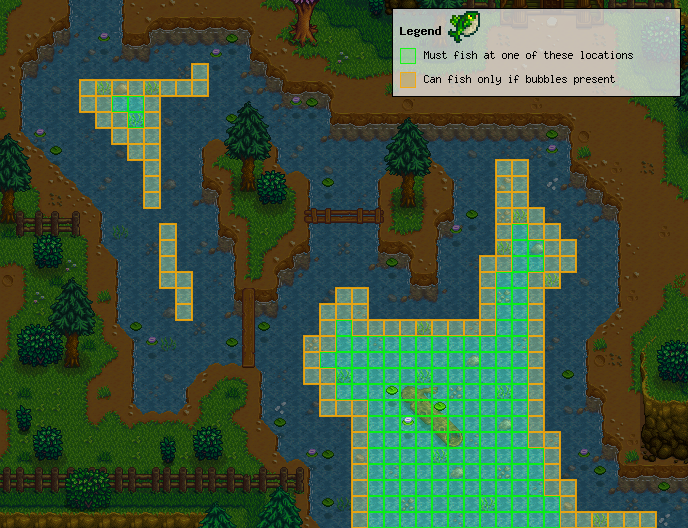 Legend
Must fish at one of these locations
Can fish only if bubbles present